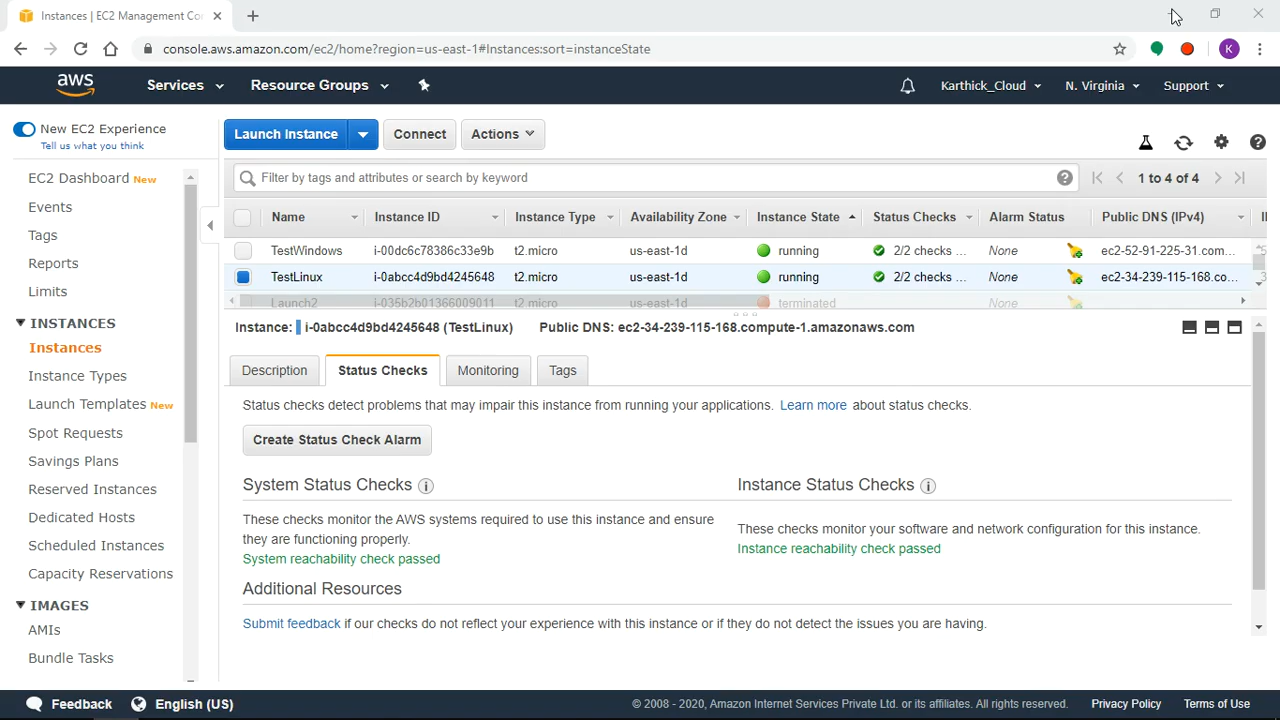 Instances | EC2 Management Co
console.aws.amazon.com/ec2/home?region=us-east-1#Instances:sort=instanceState
K
aws Services Resource Groups Karthick_Cloud N. Virginia Support
New EC2 Experience
Tell us what you think
EC2 Dashboard New
Events
Tags
Reports
Limits
INSTANCES
Instances
Instance Types
Launch Templates New
Spot Requests
Savings Plans
Reserved Instances
Dedicated Hosts
Scheduled Instances
Capacity Reservations
IMAGES
AMIs
Bundle Tasks
Launch Instance Connect Actions
Filter by tags and attributes or search by keyword 1 to 4 of 4
Name Instance ID Instance Type Availability Zone Instance State Status Checks Alarm Status Public DNS (IPv4)
TestWindows i-00dc6c78386c33e9b t2.micro us-east-1d running 2/2 checks ... None ec2-52-91-225-31.com...
TestLinux i-0abcc4d9bd4245648 t2.micro us-east-1d running 2/2 checks ... None ec2-34-239-115-168.co...
Launch2 i-035b2b01366009011 t2.micro us-east-1d terminated None
Instance: i-0abcc4d9bd4245648 (TestLinux) Public DNS: ec2-34-239-115-168.compute-1.amazonaws.com
Description Status Checks Monitoring Tags
Status checks detect problems that may impair this instance from running your applications. Learn more about status checks.
Create Status Check Alarm
System Status Checks
These checks monitor the AWS systems required to use this instance and ensure
they are functioning properly.
System reachability check passed
Instance Status Checks
These checks monitor your software and network configuration for this instance.
Instance reachability check passed
Additional Resources
Submit feedback if our checks do not reflect your experience with this instance or if they do not detect the issues you are having.
Feedback English (US) © 2008 - 2020, Amazon Internet Services Private Ltd. or its affiliates. All rights reserved. Privacy Policy Terms of Use